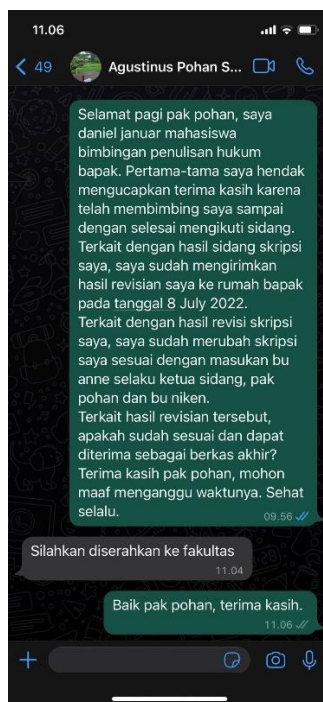 11.06
49
Agustinus Pohan S...
Selamat pagi pak pohan, saya
daniel januar mahasiswa
bimbingan penulisan hukum
bapak. Pertama-tama saya hendak
mengucapkan terima kasih karena
telah membimbing saya sampai
dengan selesai mengikuti sidang.
Terkait dengan hasil sidang skripsi
saya, saya sudah mengirimkan
hasil revisian saya ke rumah bapak
pada tanggal 8 July 2022.
Terkait dengan hasil revisi skripsi
saya, saya sudah merubah skripsi
saya sesuai dengan masukan bu
anne selaku ketua sidang, pak
pohan dan bu niken.
Terkait hasil revisian tersebut,
apakah sudah sesuai dan dapat
diterima sebagai berkas akhir?
Terima kasih pak pohan, mohon
maaf menganggu waktunya. Sehat
selalu.
09.56
Silahkan diserahkan ke fakultas
11.04
Baik pak pohan, terima kasih.
11.06